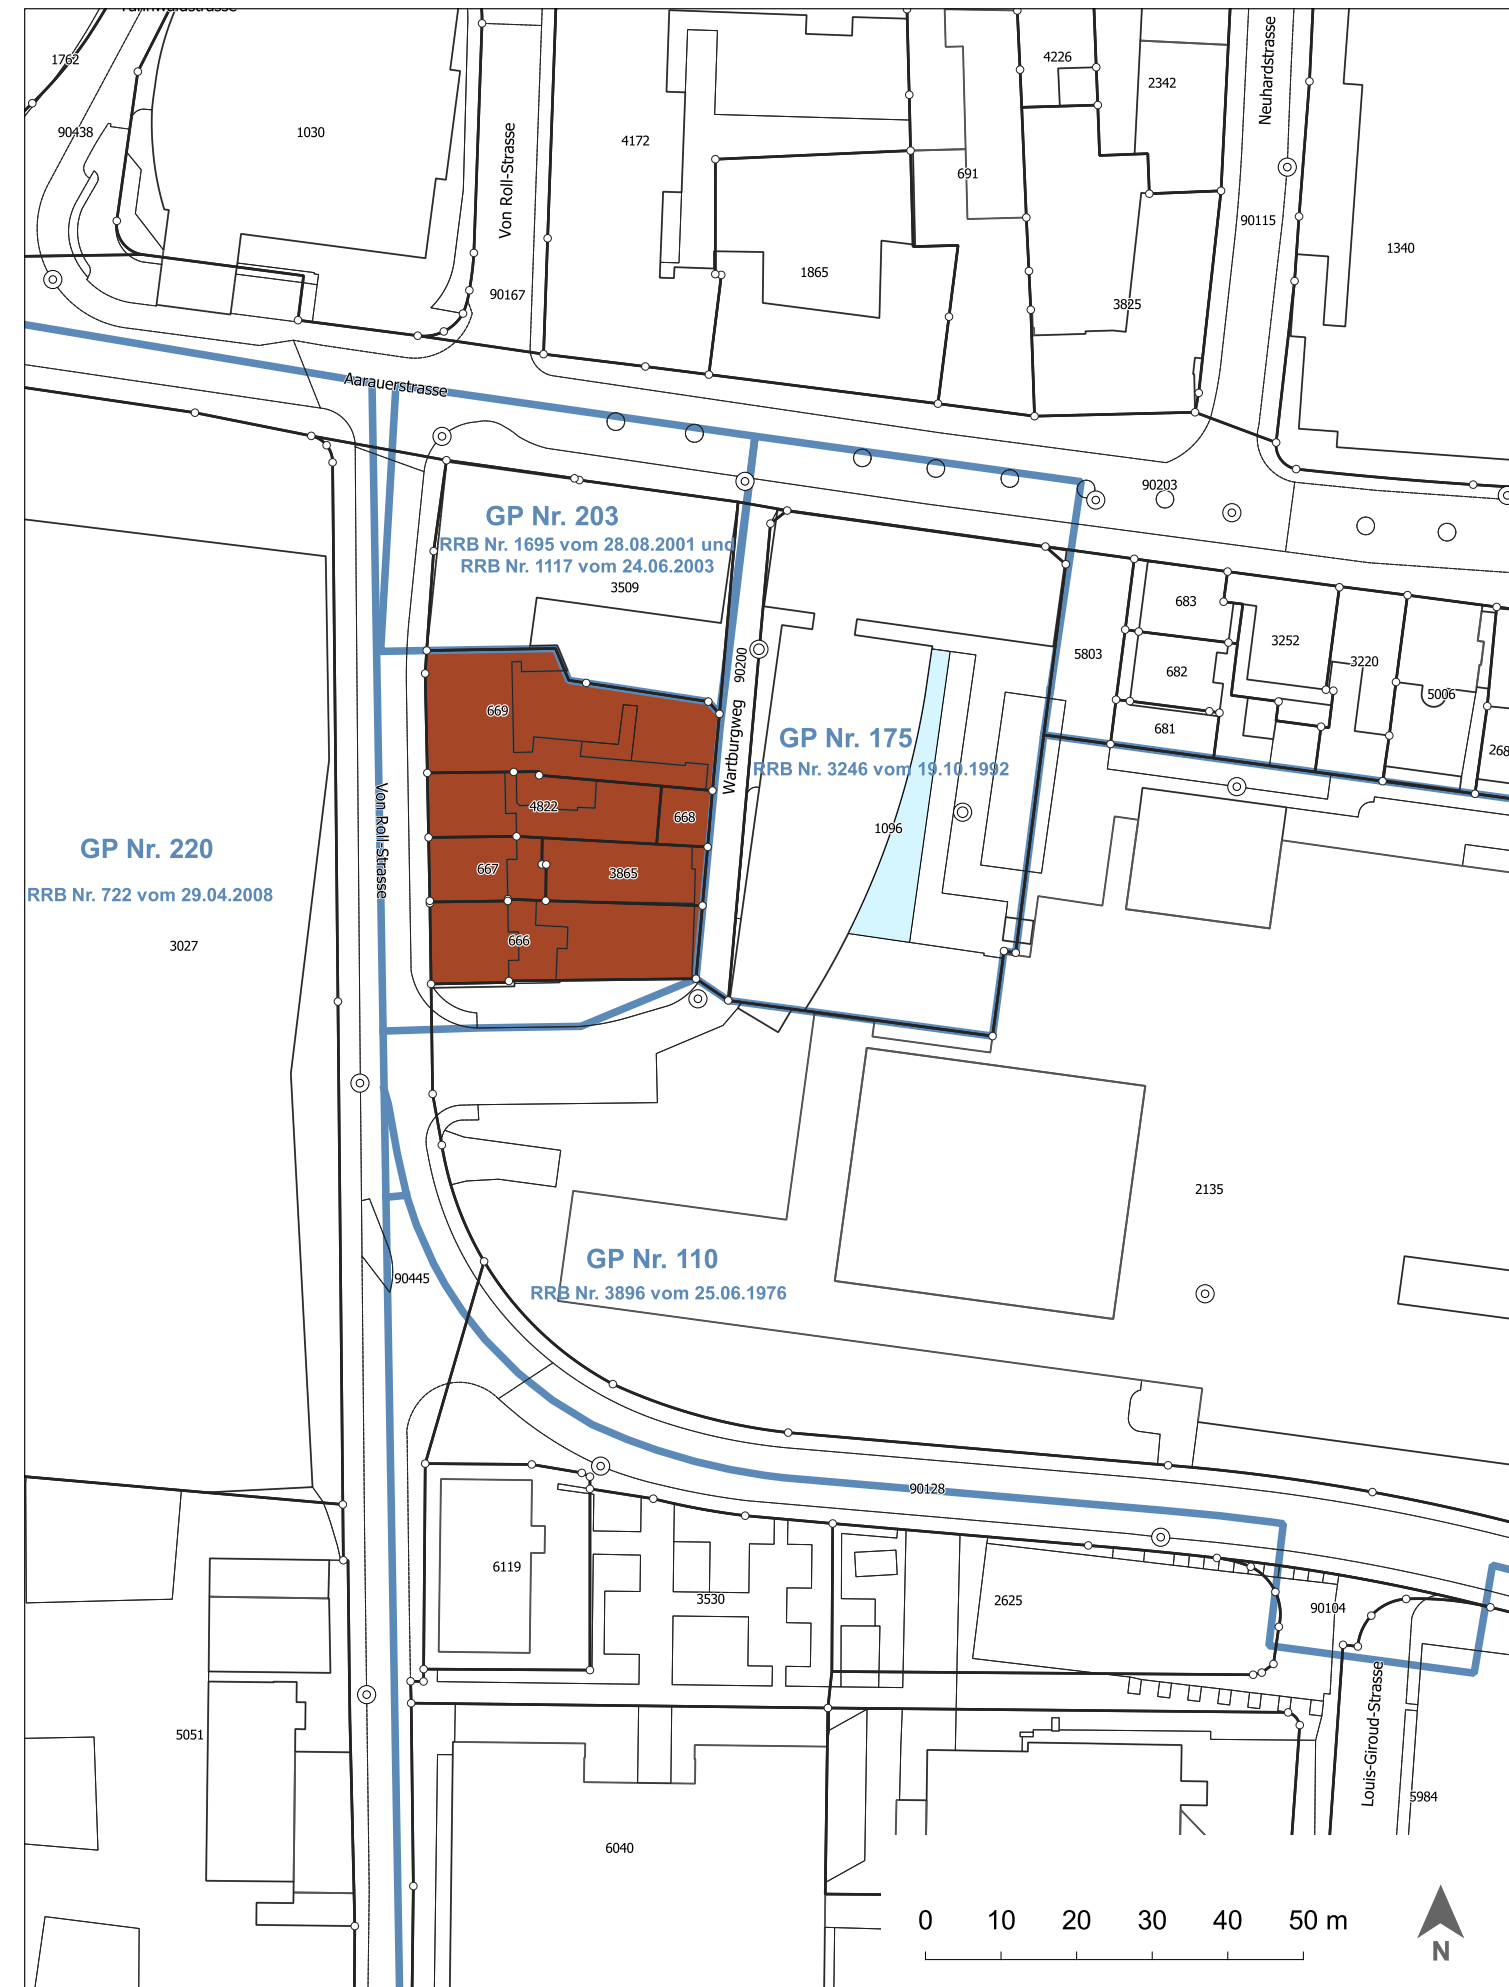 1762
90438
1030
Von Roll-Strasse
90167
4172
1865
691
4226
2342
3825
Neuhardstrasse
90115
1340
Aarauerstrasse
90203
GP Nr. 203
RRB Nr. 1695 vom 28.08.2001 und
RRB Nr. 1117 vom 24.06.2003
3509
683
682
681
5803
3252
3220
5006
268
669
4822
668
667
3865
666
Wartburgweg
90200
GP Nr. 175
RRB Nr. 3246 vom 19.10.1992
1096
Von Roll-Strasse
GP Nr. 220
RRB Nr. 722 vom 29.04.2008
3027
2135
GP Nr. 110
RRB Nr. 3896 vom 25.06.1976
90445
90128
6119
3530
2625
90104
Louis-Giroud-Strasse
5984
5051
6040
0 10 20 30 40 50 m
N